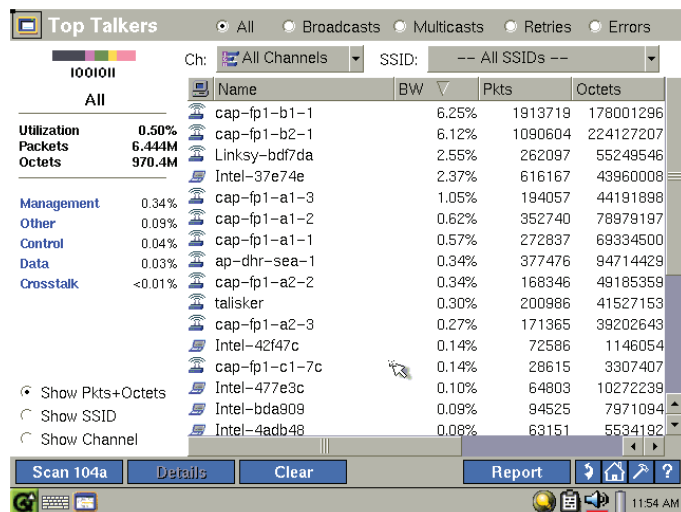 Top Talkers
All Broadcasts Multicasts Retries Errors
Ch: All Channels SSID: -- All SSIDs --
1001011
All
Utilization 0.50%
Packets 6.444M
Octets 970.4M
Management 0.34%
Other 0.09%
Control 0.04%
Data 0.03%
Crosstalk <0.01%
Show Pkts+Octets
Show SSID
Show Channel
Name BW Pkts Octets
cap-fp1-b1-1 6.25% 1913719 178001296
cap-fp1-b2-1 6.12% 1090604 224127207
Linksy-bdf7da 2.55% 262097 55249546
Intel-37e74e 2.37% 616167 43960008
cap-fp1-a1-3 1.05% 194057 44191898
cap-fp1-a1-2 0.62% 352740 78979197
cap-fp1-a1-1 0.57% 272837 69334500
ap-dhr-sea-1 0.34% 377476 94714429
cap-fp1-a2-2 0.34% 168346 49185359
talisker 0.30% 200986 41527153
cap-fp1-a2-3 0.27% 171365 39202643
Intel-42f47c 0.14% 72586 1146054
cap-fp1-c1-7c 0.14% 28615 3307407
Intel-477e3c 0.10% 64803 10272239
Intel-bda909 0.09% 94525 7971094
Intel-4adb48 0.08% 63151 5534192
Scan 104a Details Clear Report ?
11:54 AM